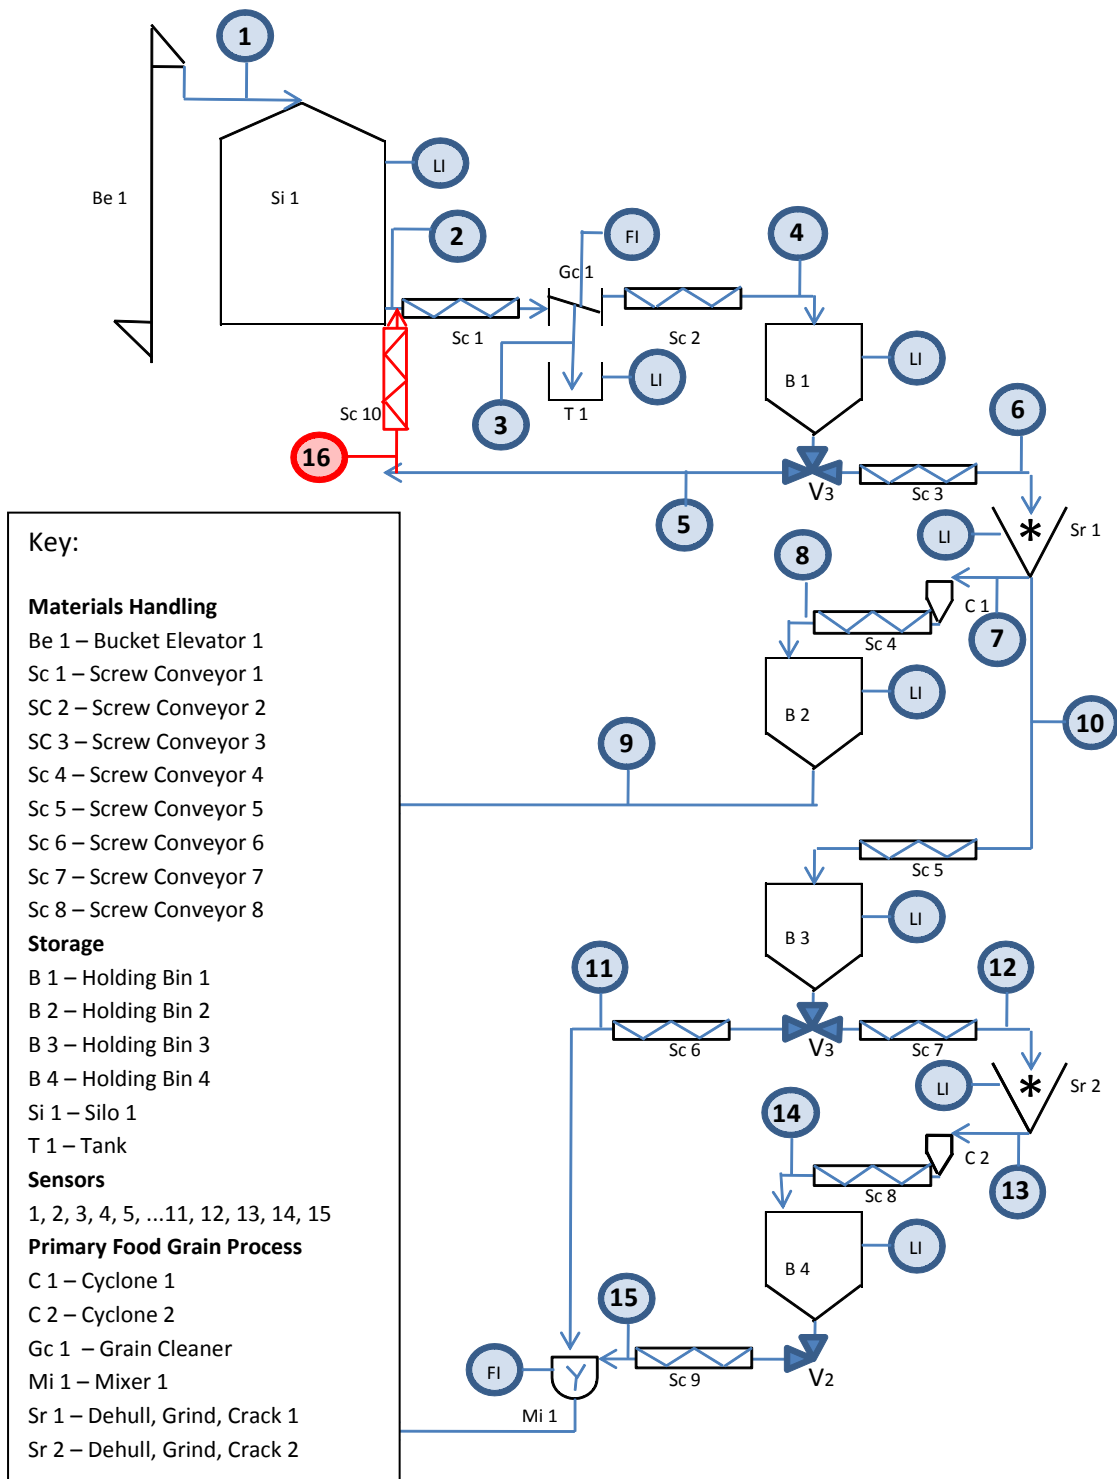 1
LI
Be 1
Si 1
2
FI
4
Gc 1
Sc 1
Sc 2
LI
B 1
LI
Sc 10
3
T 1
6
16
V3
Sc 3
5
LI
*
Sr 1
8
C 1
7
Sc 4
B 2
LI
9
10
Sc 5
B 3
LI
11
12
Sc 6
V3
Sc 7
LI
*
Sr 2
14
C 2
13
Sc 8
B 4
LI
15
FI
Sc 9
V2
Mi 1
Key:
Materials Handling
Be 1 – Bucket Elevator 1
Sc 1 – Screw Conveyor 1
SC 2 – Screw Conveyor 2
SC 3 – Screw Conveyor 3
Sc 4 – Screw Conveyor 4
Sc 5 – Screw Conveyor 5
Sc 6 – Screw Conveyor 6
Sc 7 – Screw Conveyor 7
Sc 8 – Screw Conveyor 8
Storage
B 1 – Holding Bin 1
B 2 – Holding Bin 2
B 3 – Holding Bin 3
B 4 – Holding Bin 4
Si 1 – Silo 1
T 1 – Tank
Sensors
1, 2, 3, 4, 5, ...11, 12, 13, 14, 15
Primary Food Grain Process
C 1 – Cyclone 1
C 2 – Cyclone 2
Gc 1 – Grain Cleaner
Mi 1 – Mixer 1
Sr 1 – Dehull, Grind, Crack 1
Sr 2 – Dehull, Grind, Crack 2